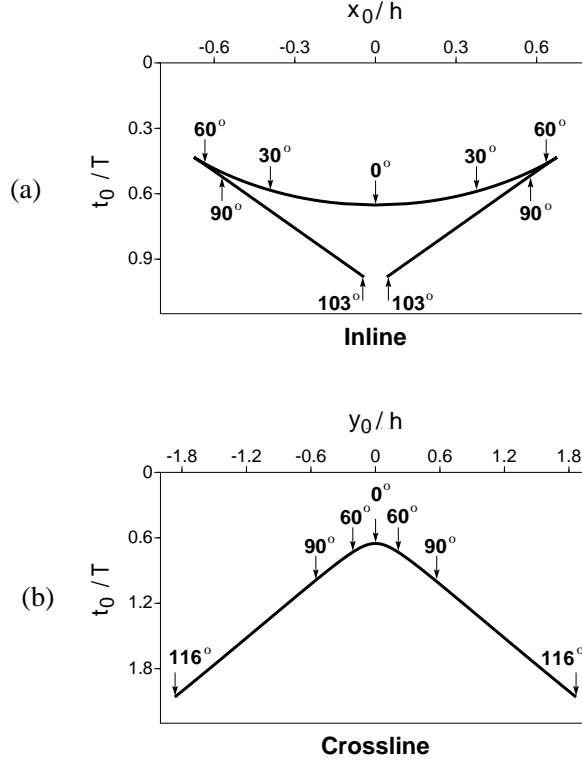 x₀/h
-0.6 -0.3 0 0.3 0.6
0
0.3
0.6
0.9
t₀/T
(a)
60° 60°
30° 0° 30°
90° 90°
103° 103°
Inline
y₀/h
-1.8 -1.2 -0.6 0 0.6 1.2 1.8
0
0.6
1.2
1.8
t₀/T
(b)
0°
60° 60°
90° 90°
116° 116°
Crossline